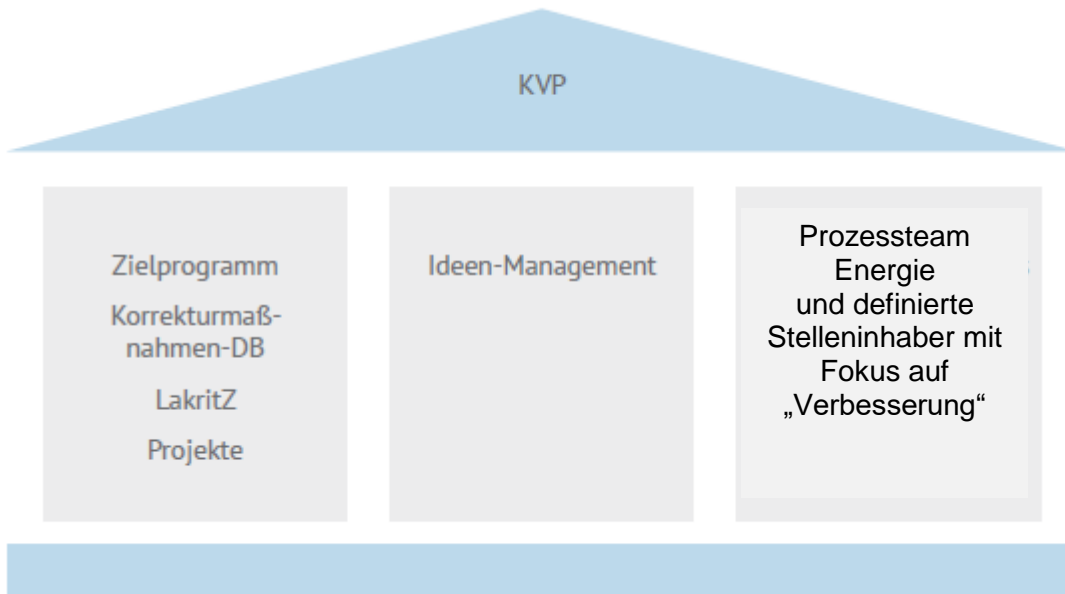 KVP
Zielprogramm
Korrekturmaß-
nahmen-DB
LakritZ
Projekte
Ideen-Management
Prozessteam
Energie
und definierte
Stelleninhaber mit
Fokus auf
„Verbesserung“